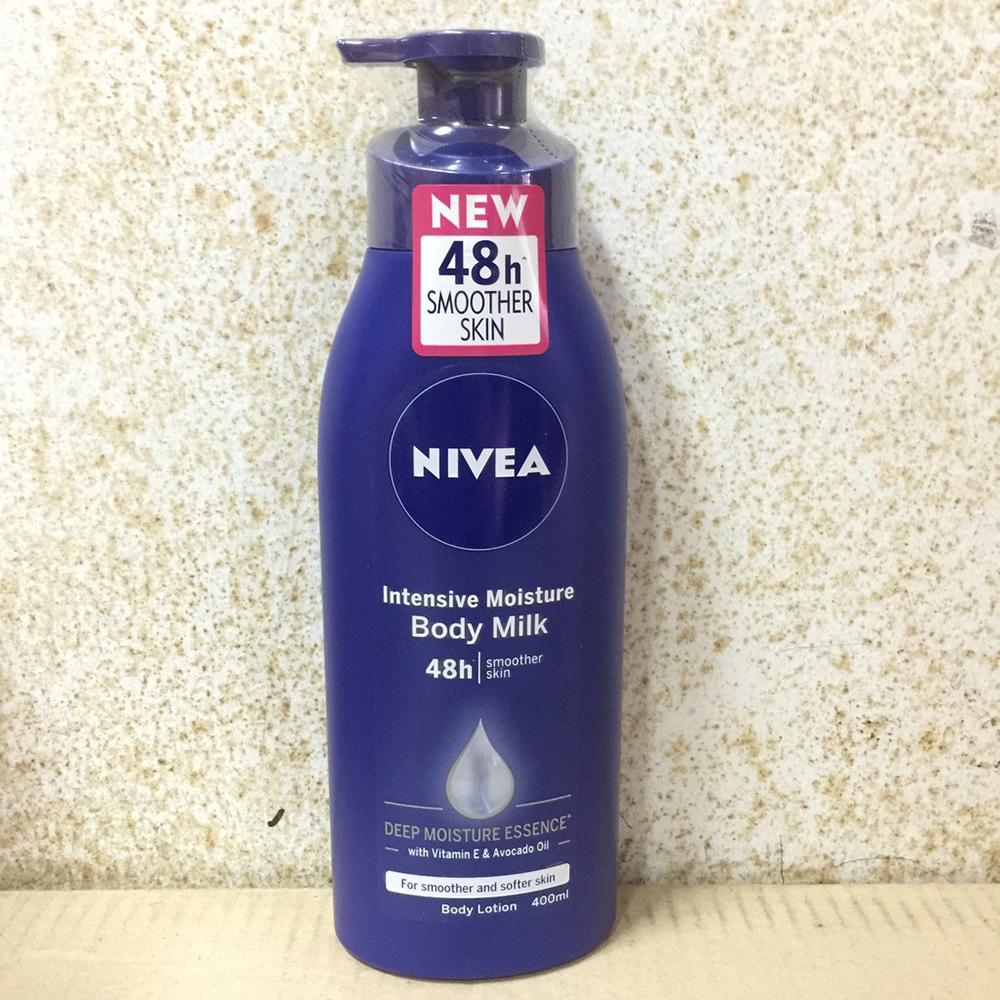 NEW
48h^
SMOOTHER
SKIN
NIVEA
Intensive Moisture
Body Milk
48h
smoother
skin
DEEP MOISTURE ESSENCE*
with Vitamin E & Avocado Oil
For smoother and softer skin
Body Lotion 400ml